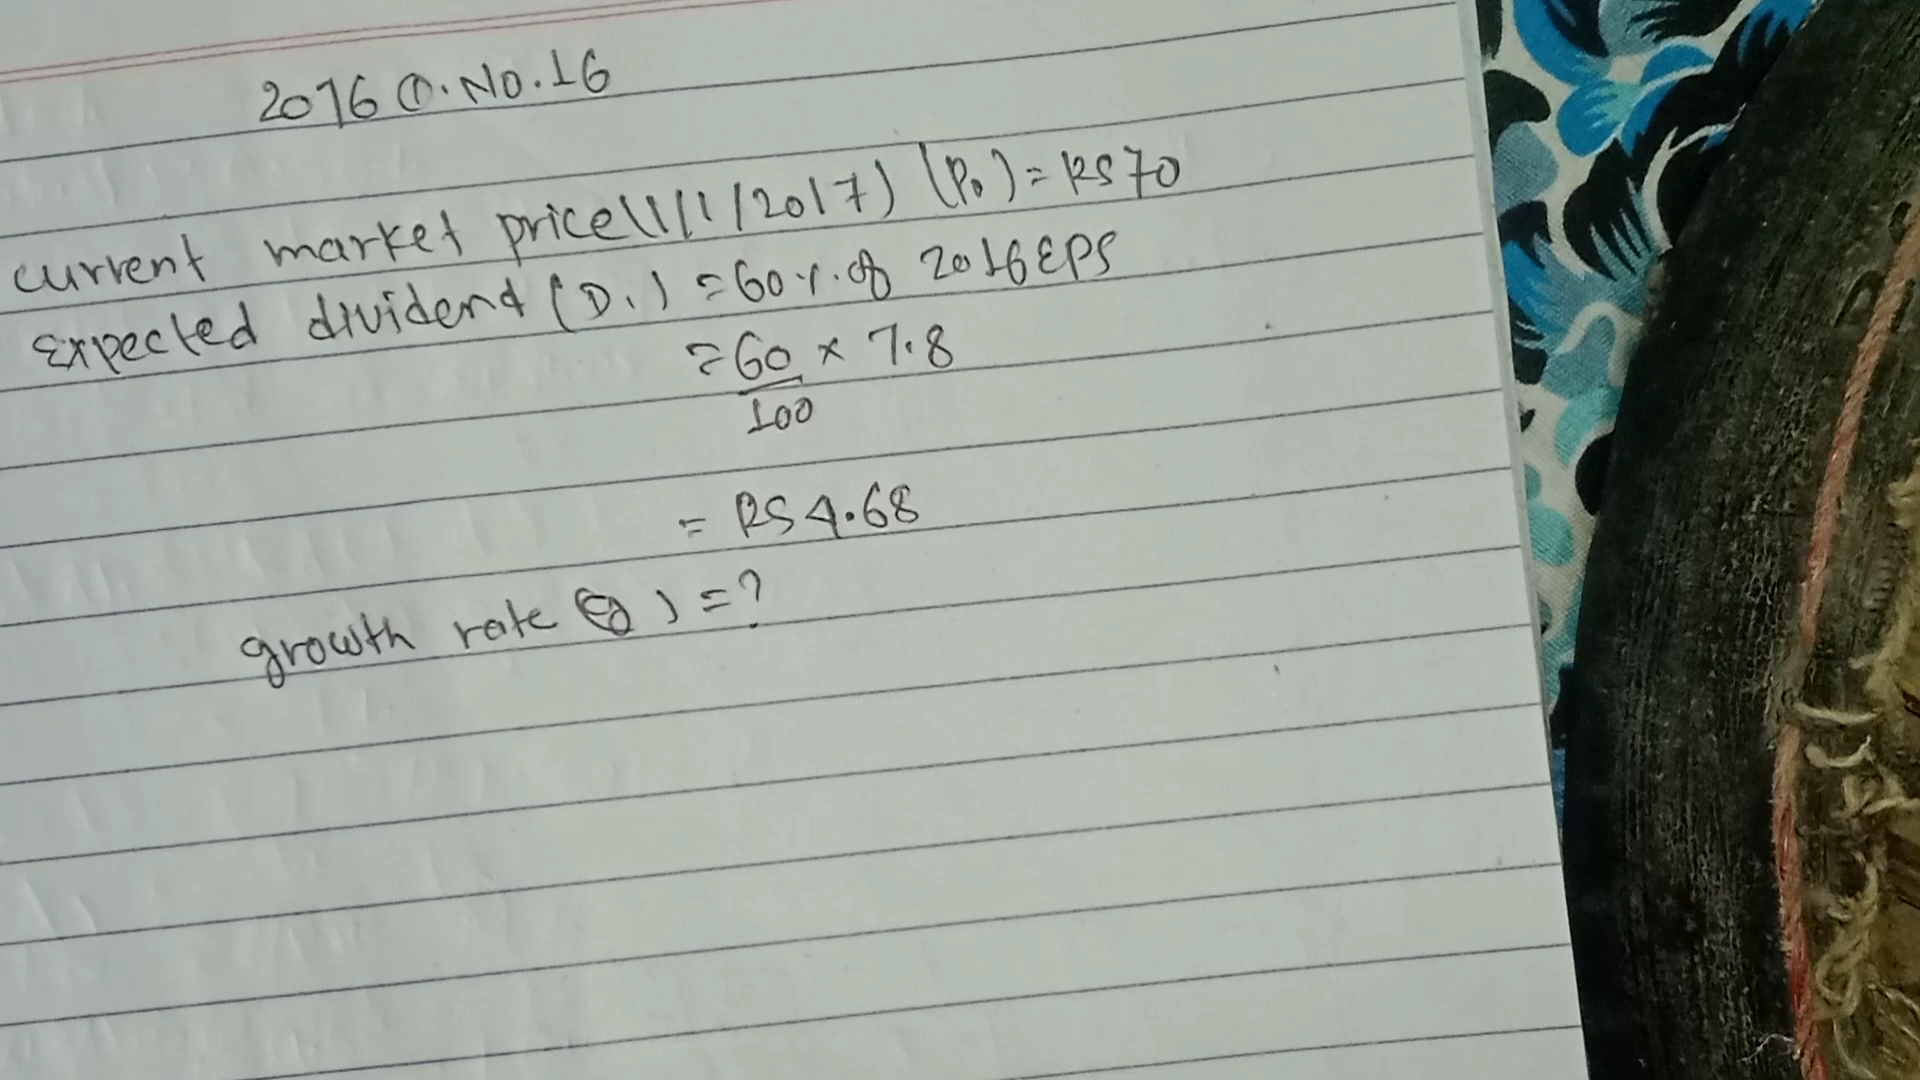 2076 Q.NO.16
current market price(1/1/2017) (P₀) = RS 70
Expected dividend (D₁) = 60% of 2016 EPS
= 60/100 × 7.8
= RS 4.68
growth rate (g) = ?